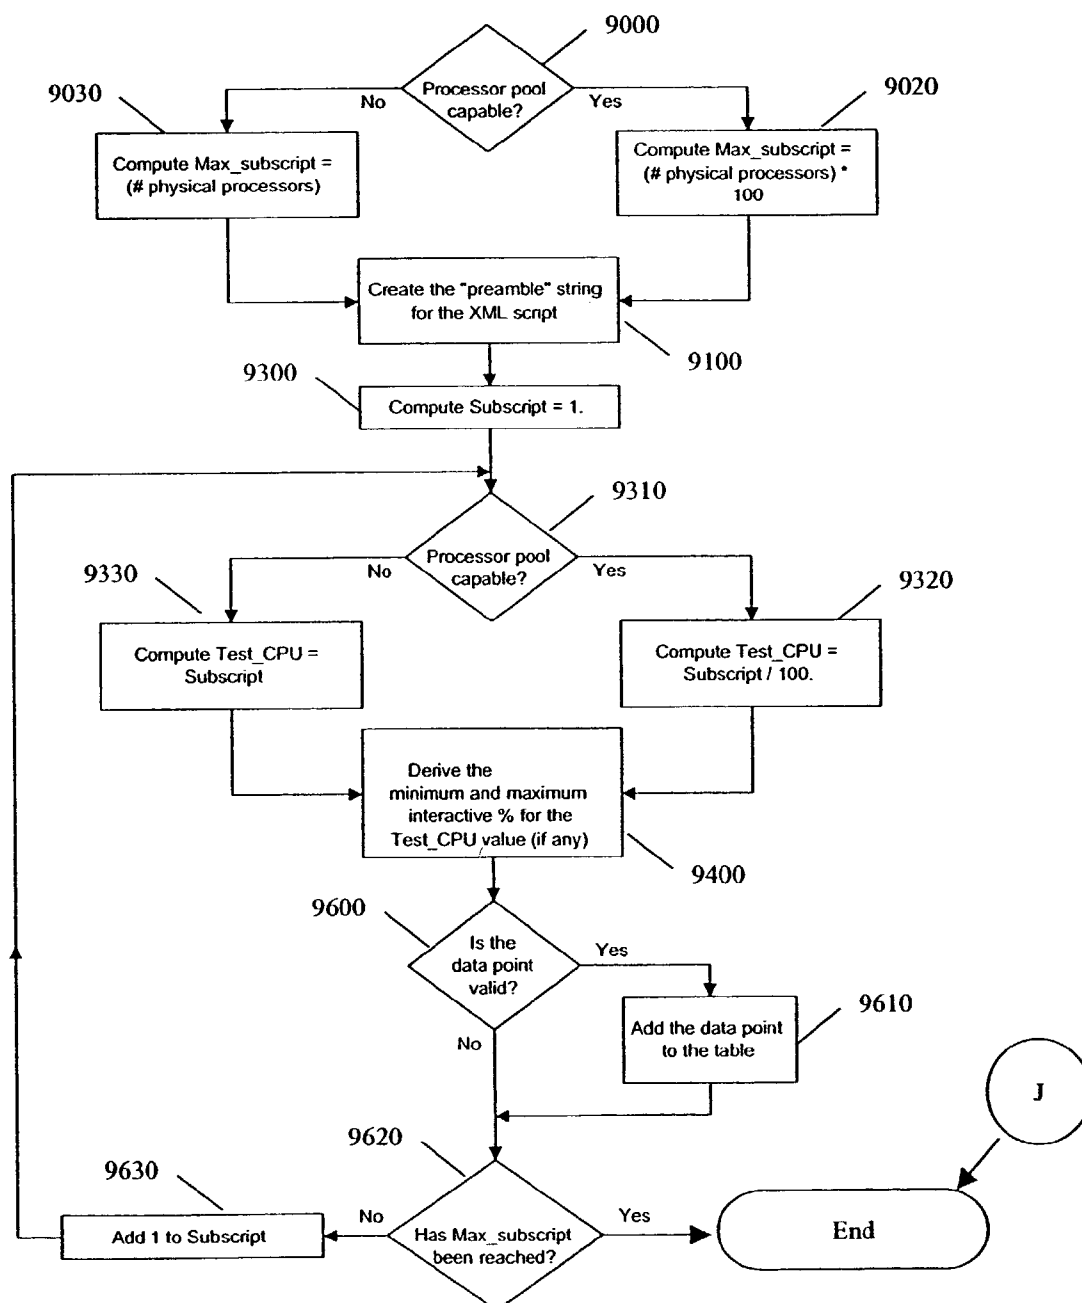 9000
Processor pool
capable?
No
Yes
9030
9020
Compute Max_subscript =
(# physical processors)
Compute Max_subscript =
(# physical processors) *
100
Create the "preamble" string
for the XML script
9100
9300
Compute Subscript = 1.
9310
Processor pool
capable?
No
Yes
9330
9320
Compute Test_CPU =
Subscript
Compute Test_CPU =
Subscript / 100.
Derive the
minimum and maximum
interactive % for the
Test_CPU value (if any)
9400
9600
Is the
data point
valid?
Yes
No
9610
Add the data point
to the table
J
9620
9630
Has Max_subscript
been reached?
No
Yes
Add 1 to Subscript
End